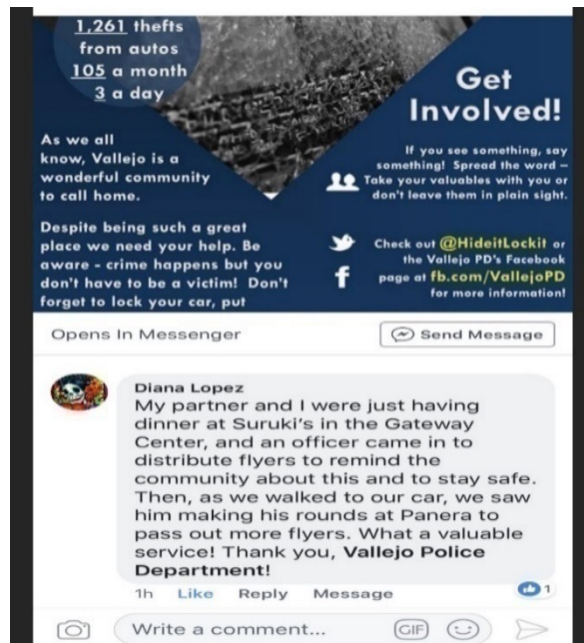 1,261 thefts
from autos
105 a month
3 a day
As we all
know, Vallejo is a
wonderful community
to call home.
Despite being such a great
place we need your help. Be
aware - crime happens but you
don't have to be a victim! Don't
forget to lock your car, put
Get
Involved!
If you see something, say
something! Spread the word –
Take your valuables with you or
don't leave them in plain sight.
Check out @HideitLockit or
the Vallejo PD's Facebook
page at fb.com/VallejoPD
for more information!
Opens In Messenger
Send Message
Diana Lopez
My partner and I were just having
dinner at Suruki's in the Gateway
Center, and an officer came in to
distribute flyers to remind the
community about this and to stay safe.
Then, as we walked to our car, we saw
him making his rounds at Panera to
pass out more flyers. What a valuable
service! Thank you, Vallejo Police
Department!
1h Like Reply Message
1
Write a comment...
GIF